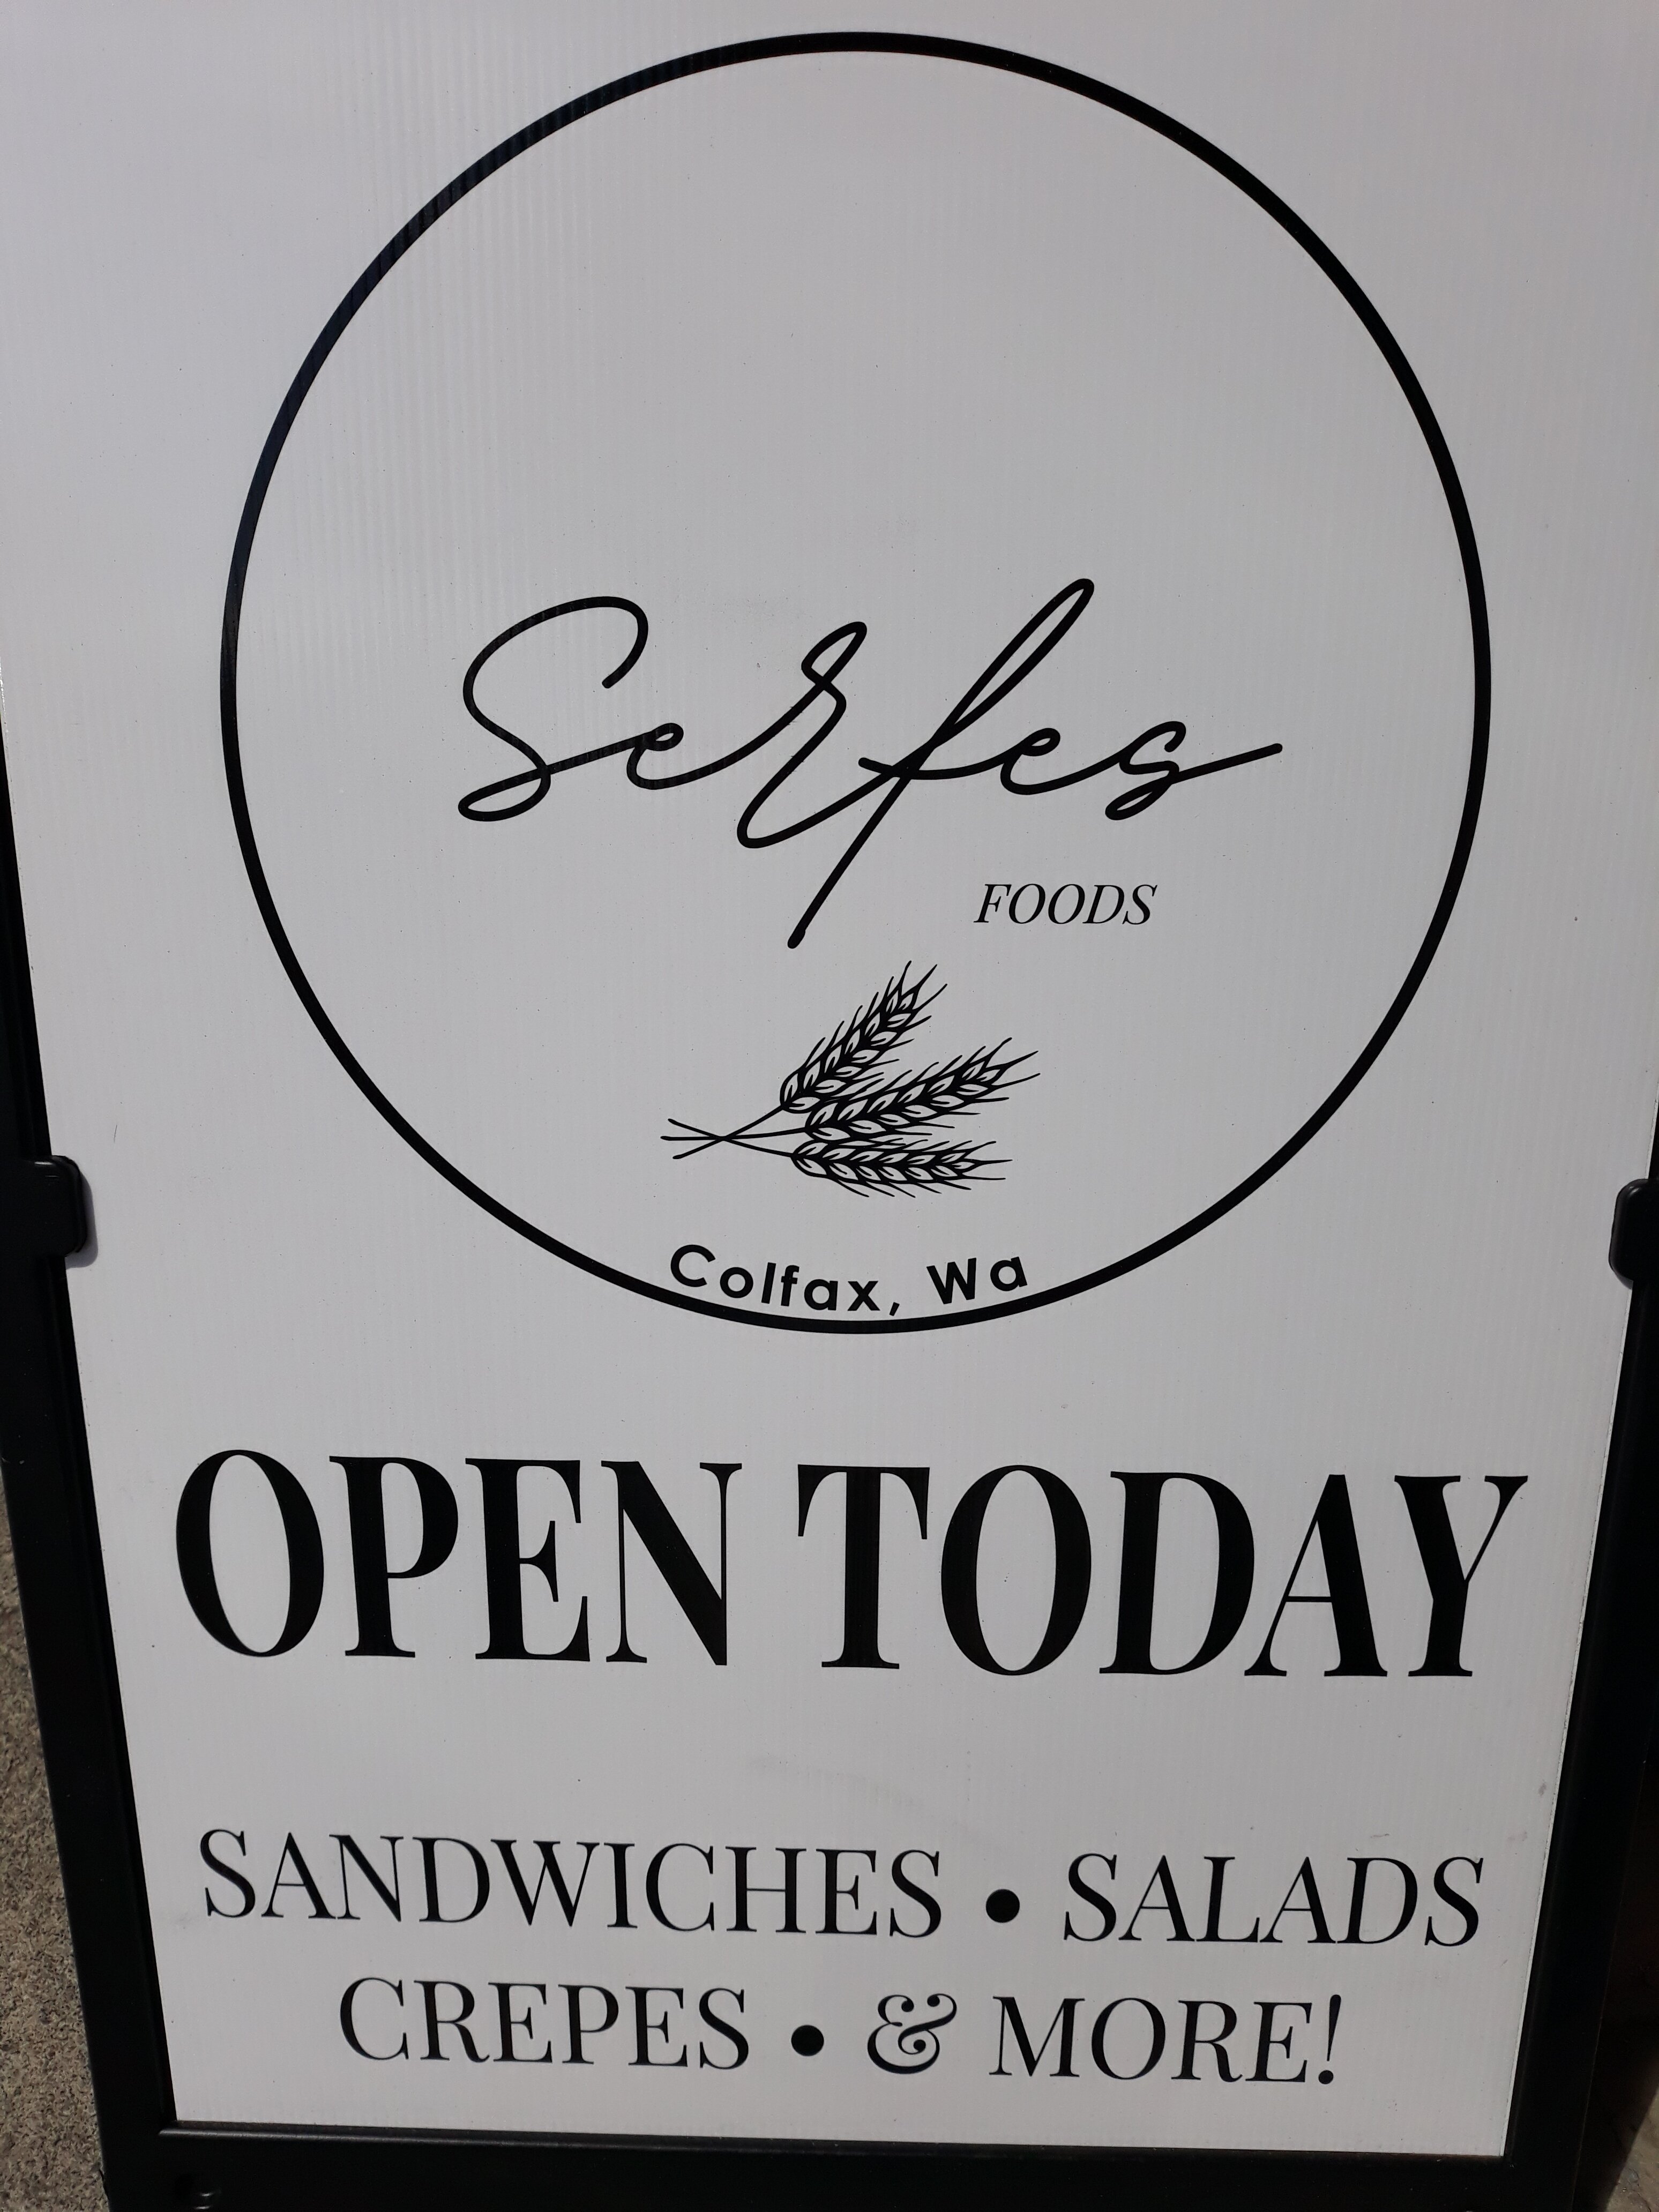 Serfes
FOODS
Colfax, Wa
OPEN TODAY
SANDWICHES • SALADS
CREPES • & MORE!